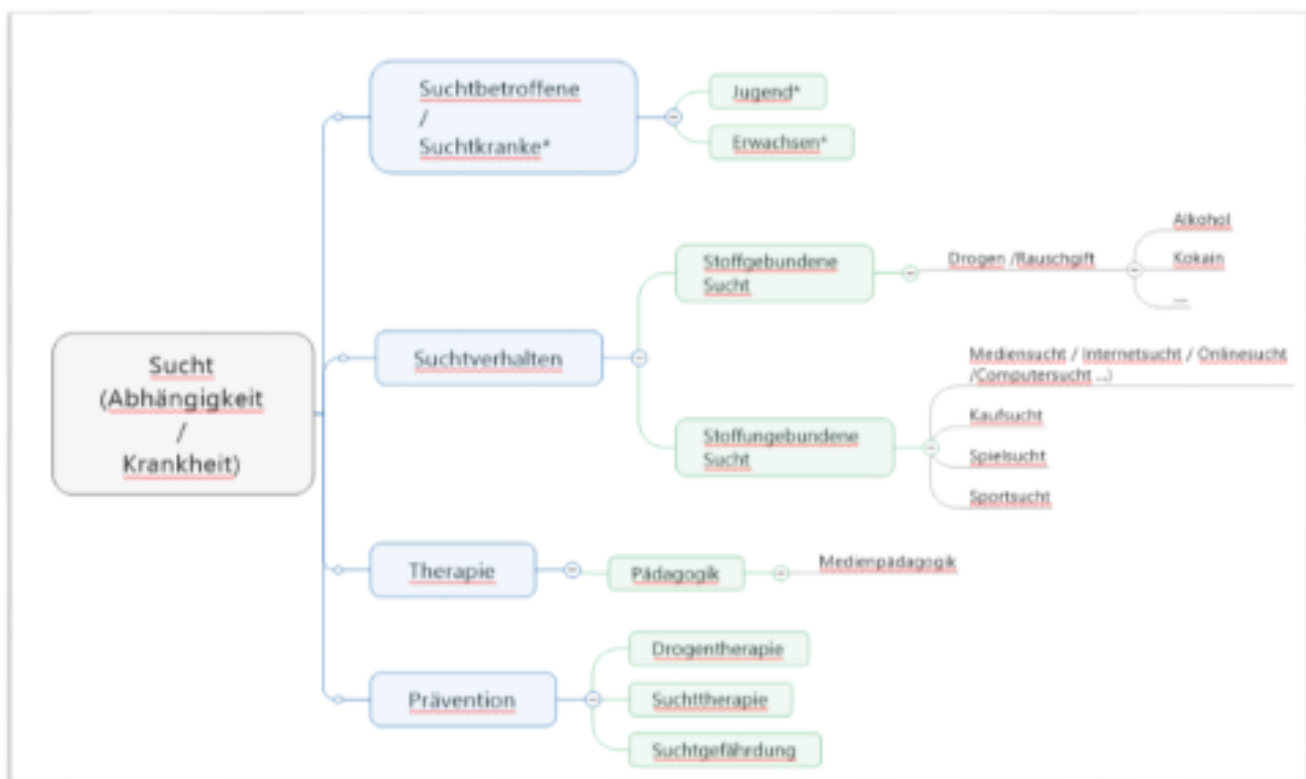 Sucht
(Abhängigkeit
/
Krankheit)
Suchtbetroffene
/
Suchtkranke*
Jugend*
Erwachsen*
Suchtverhalten
Stoffgebundene
Sucht
Drogen /Rauschgift
Alkohol
Kokain
...
Stoffungebundene
Sucht
Mediensucht / Internetsucht / Onlinesucht
/Computersucht ...)
Kaufsucht
Spielsucht
Sportsucht
Therapie
Pädagogik
Medienpädagogik
Prävention
Drogentherapie
Suchttherapie
Suchtgefährdung